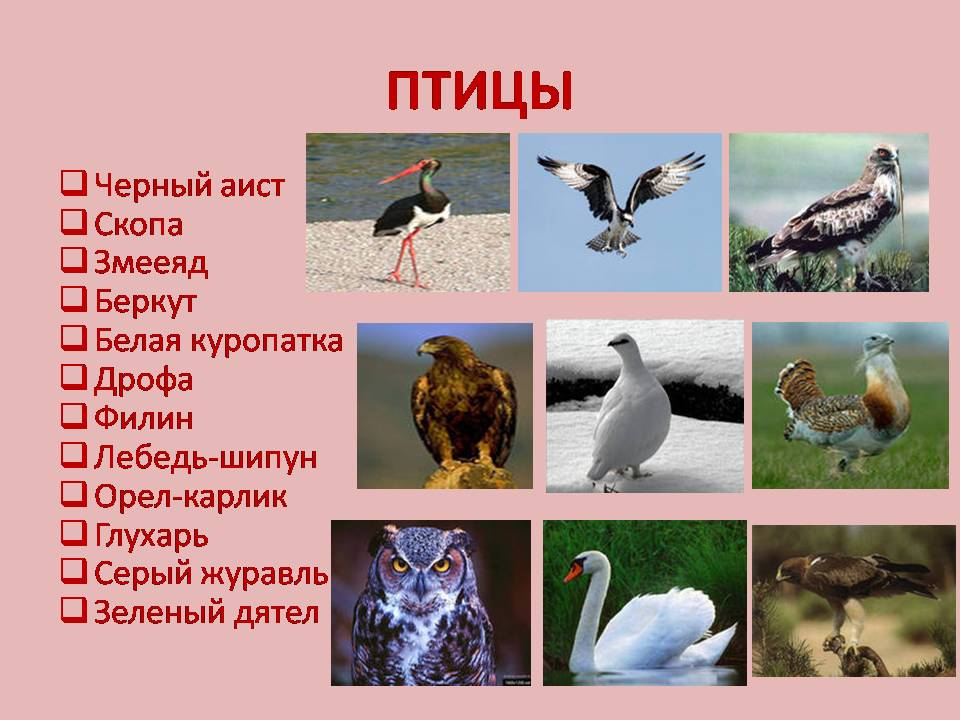 ПТИЦЫ
Черный аист
Скопа
Змееяд
Беркут
Белая куропатка
Дрофа
Филин
Лебедь-шипун
Орел-карлик
Глухарь
Серый журавль
Зеленый дятел